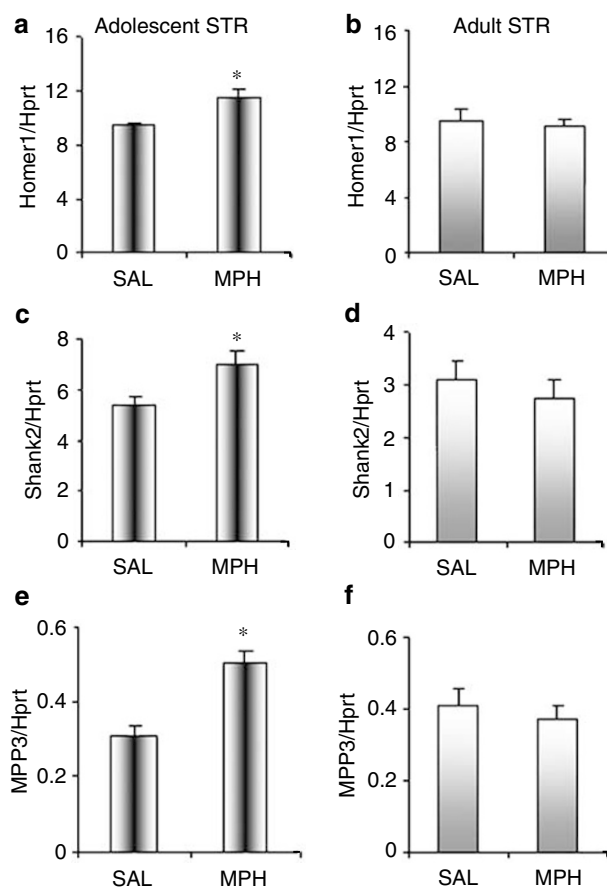 a
Adolescent STR
b
Adult STR
Homer1/Hprt
16
12
8
4
0
*
SAL
MPH
Homer1/Hprt
16
12
8
4
0
SAL
MPH
c
Shank2/Hprt
8
6
4
2
0
*
SAL
MPH
d
Shank2/Hprt
4
3
2
1
0
SAL
MPH
e
MPP3/Hprt
0.6
0.4
0.2
0
*
SAL
MPH
f
MPP3/Hprt
0.6
0.4
0.2
0
SAL
MPH